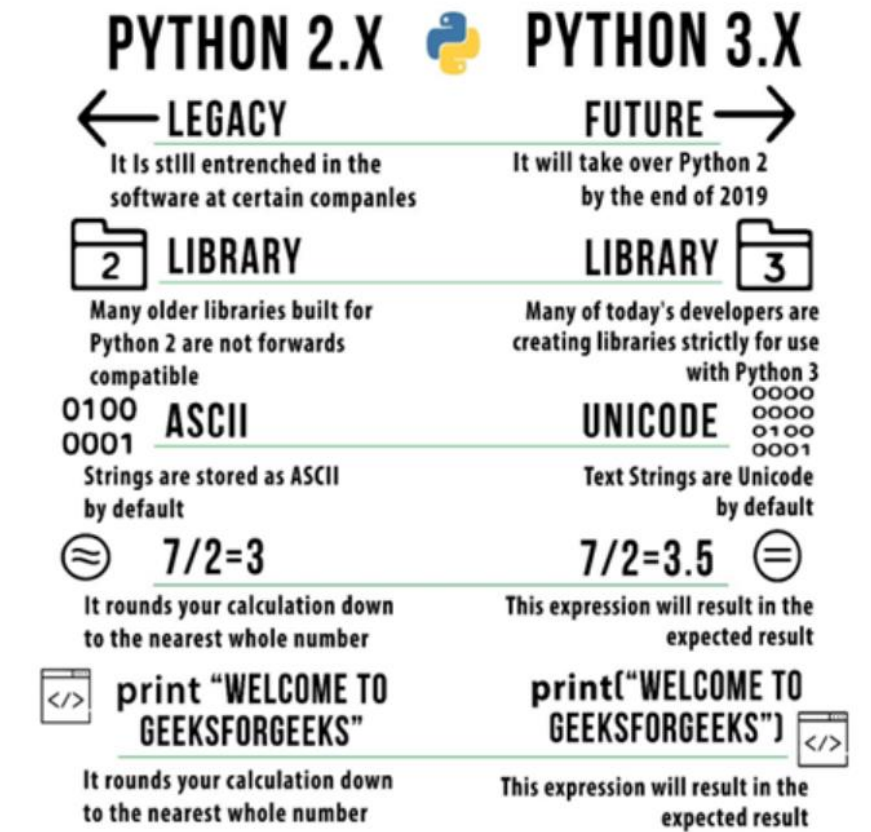 PYTHON 2.X
PYTHON 3.X
LEGACY
FUTURE
It Is stIll entrenched in the
software at certain companIes
It will take over Python 2
by the end of 2019
2
LIBRARY
LIBRARY
3
Many older libraries built for
Python 2 are not forwards
compatible
Many of today's developers are
creating libraries strictly for use
with Python 3
0100
0001
ASCII
UNICODE
0000
0000
0100
0001
Strings are stored as ASCII
by default
Text Strings are Unicode
by default
≈
7/2=3
7/2=3.5
=
It rounds your calculation down
to the nearest whole number
This expression will result in the
expected result
</>
print “WELCOME TO
GEEKSFORGEEKS”
print(“WELCOME TO
GEEKSFORGEEKS”)
</>
It rounds your calculation down
to the nearest whole number
This expression will result in the
expected result